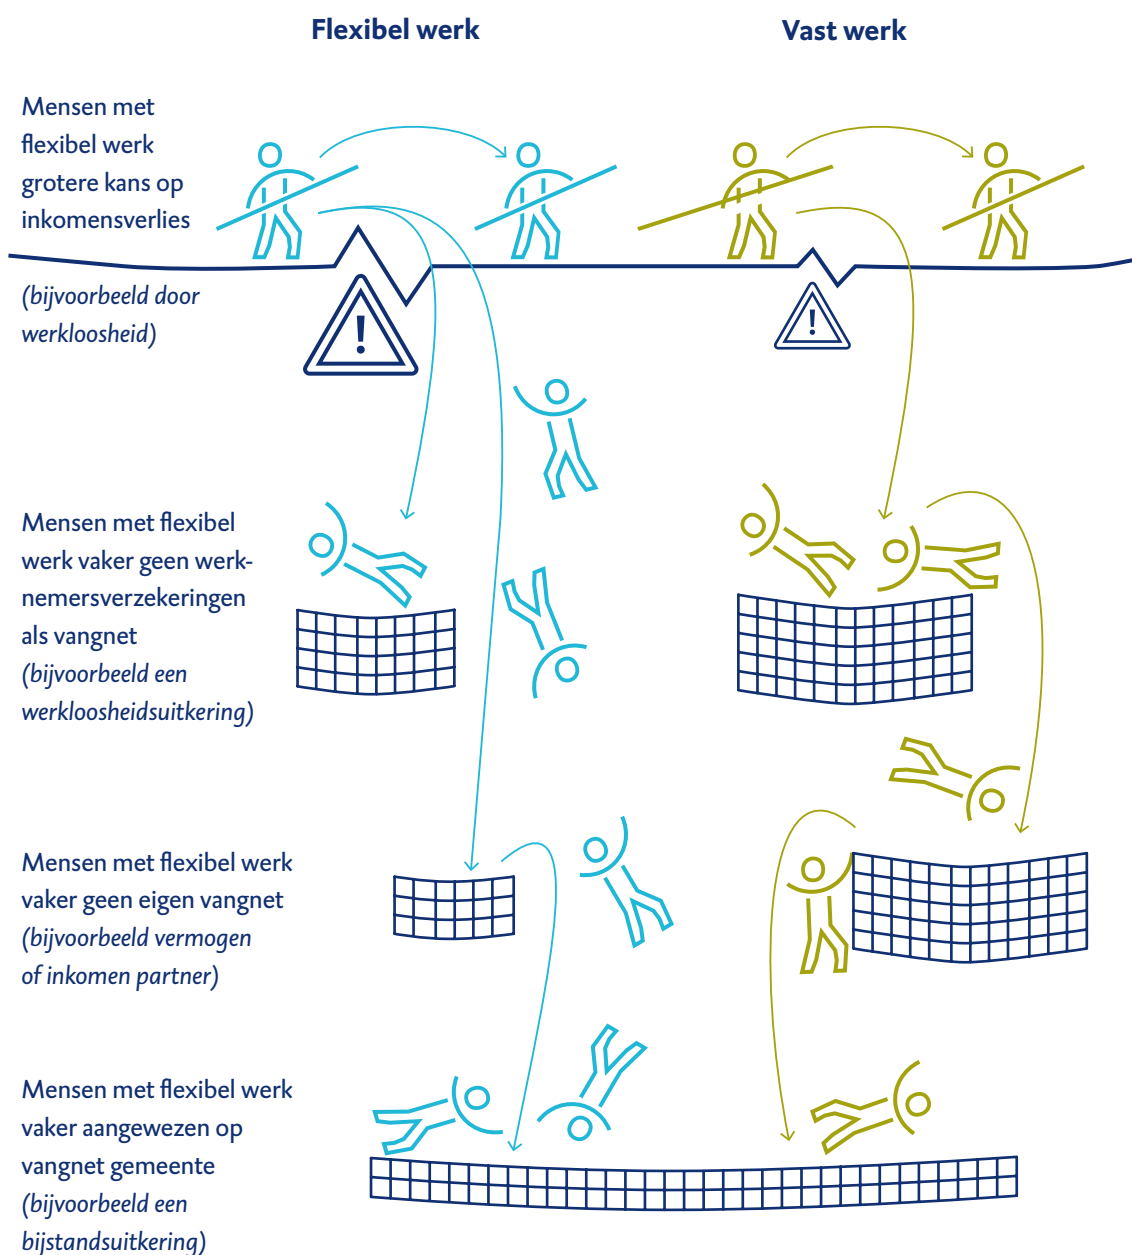 Flexibel werk
Vast werk
Mensen met
flexibel werk
grotere kans op
inkomensverlies
(bijvoorbeeld door
werkloosheid)
!
!
Mensen met flexibel
werk vaker geen werk-
nemersverzekeringen
als vangnet
(bijvoorbeeld een
werkloosheidsuitkering)
Mensen met flexibel werk
vaker geen eigen vangnet
(bijvoorbeeld vermogen
of inkomen partner)
Mensen met flexibel werk
vaker aangewezen op
vangnet gemeente
(bijvoorbeeld een
bijstandsuitkering)